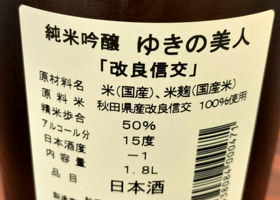 純米吟醸 ゆきの美人
「改良信交」
原材料名 米(国産)、米麹(国産米)
原料米 秋田県産改良信交 100%使用
精米歩合 50%
アルコール分 15度
日本酒度 −1
内容量 1.8L
品目 日本酒